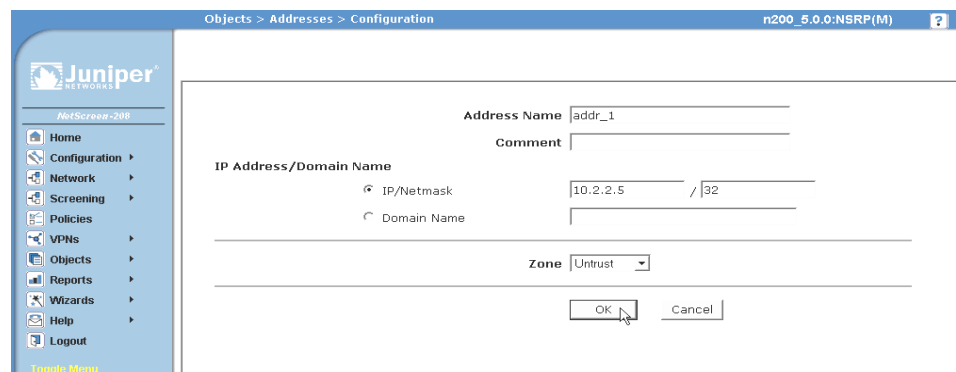 Objects > Addresses > Configuration
n200_5.0.0:NSRP(M)
?
Juniper®
NETWORKS
NetScreen-208
Home
Configuration
Network
Screening
Policies
VPNs
Objects
Reports
Wizards
Help
Logout
Toggle Menu
Address Name addr_1
Comment
IP Address/Domain Name
IP/Netmask 10.2.2.5 / 32
Domain Name
Zone Untrust
OK Cancel